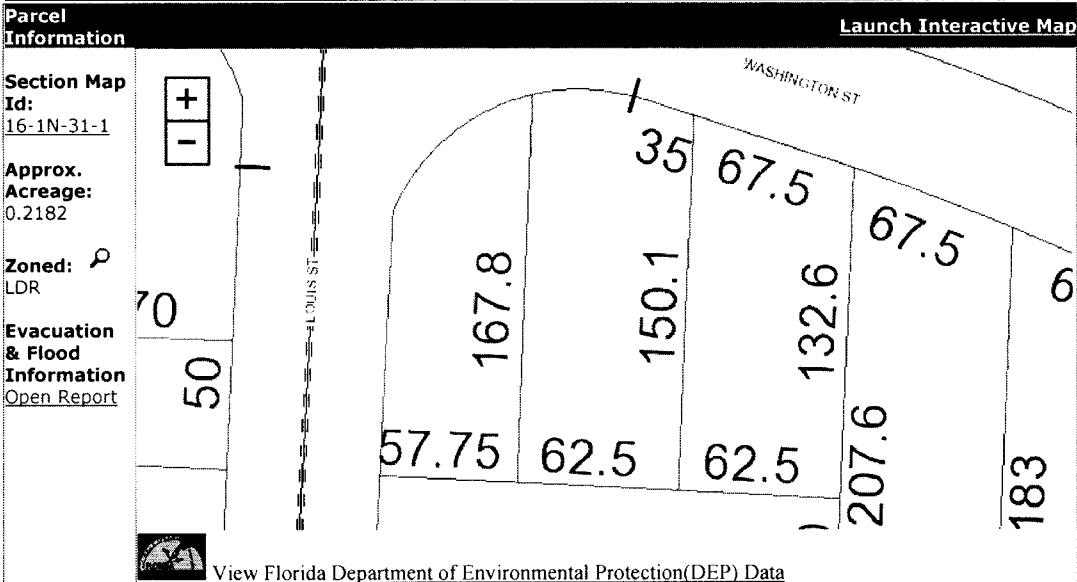 Parcel
Information
Launch Interactive Map
Section Map
Id:
16-1N-31-1
Approx.
Acreage:
0.2182
Zoned:
LDR
Evacuation
& Flood
Information
Open Report
+
−
WASHINGTON ST
LOUIS ST
35
67.5
67.5
6
167.8
150.1
132.6
70
50
57.75
62.5
62.5
207.6
183
View Florida Department of Environmental Protection(DEP) Data